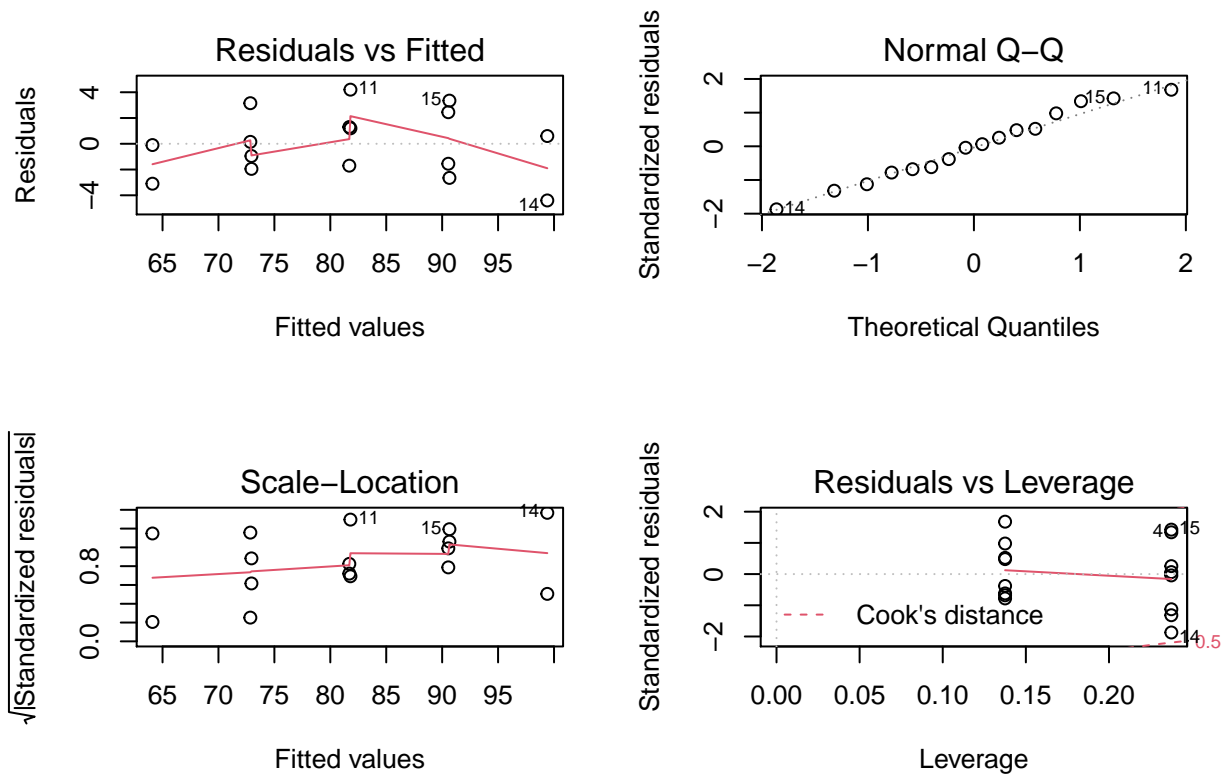 Residuals vs Fitted
Residuals
4
0
−4
11
15
14
65 70 75 80 85 90 95
Fitted values
Normal Q−Q
Standardized residuals
2
0
−2
14
15
11
−2 −1 0 1 2
Theoretical Quantiles
Scale−Location
√|Standardized residuals|
0.8
0.0
11
15
14
65 70 75 80 85 90 95
Fitted values
Residuals vs Leverage
Standardized residuals
2
0
−2
4
15
14
Cook's distance
0.5
0.00 0.05 0.10 0.15 0.20
Leverage